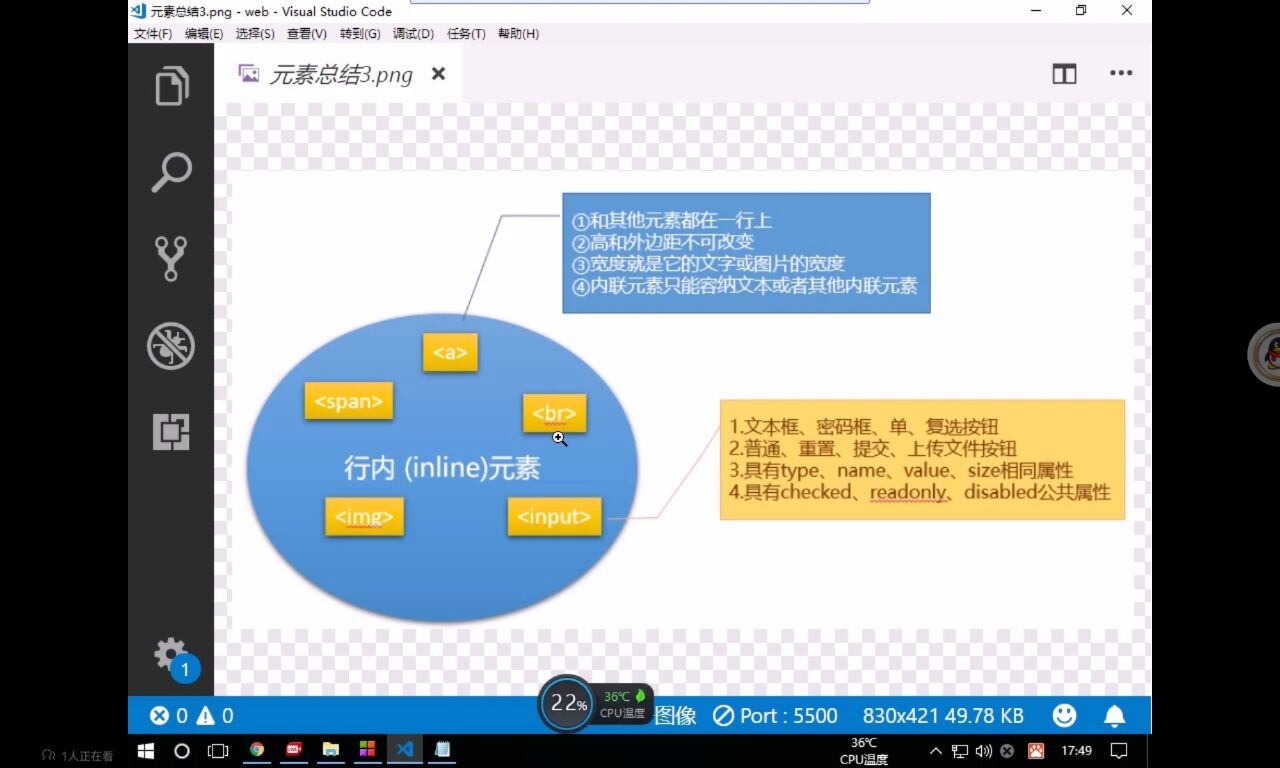 元素总结3.png - web - Visual Studio Code
文件(F) 编辑(E) 选择(S) 查看(V) 转到(G) 调试(D) 任务(T) 帮助(H)
元素总结3.png
①和其他元素都在一行上
②高和外边距不可改变
③宽度就是它的文字或图片的宽度
④内联元素只能容纳文本或者其他内联元素
<a>
<span>
<br>
行内 (inline)元素
<img>
<input>
1.文本框、密码框、单、复选按钮
2.普通、重置、提交、上传文件按钮
3.具有type、name、value、size相同属性
4.具有checked、readonly、disabled公共属性
1
22%
36℃
CPU温度
0 0 图像 Port : 5500 830x421 49.78 KB
1人正在看
36℃
CPU温度
17:49